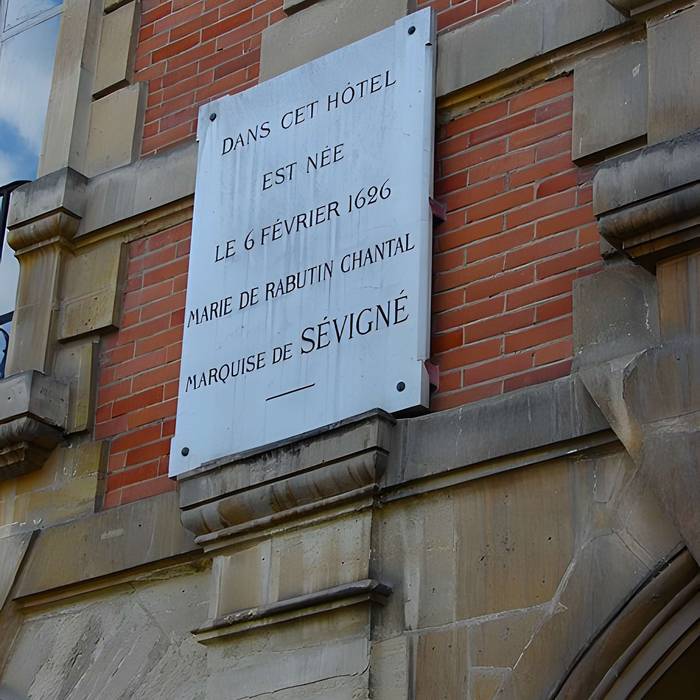 DANS CET HÔTEL
EST NÉE
LE 6 FÉVRIER 1626
MARIE DE RABUTIN CHANTAL
MARQUISE DE SÉVIGNÉ